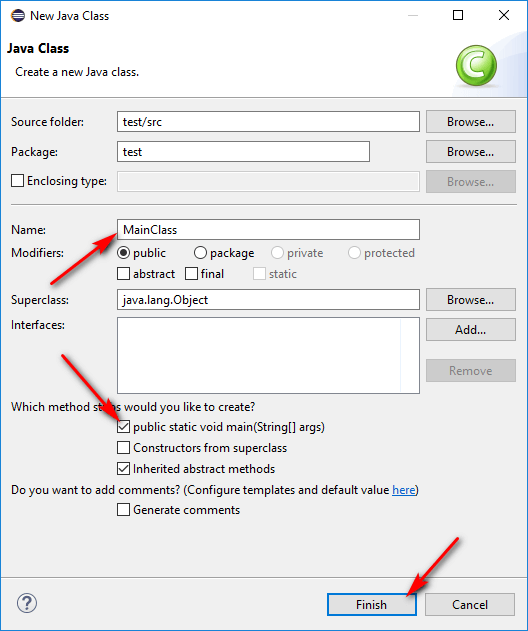 New Java Class
Java Class
Create a new Java class.
C
Source folder: test/src Browse...
Package: test Browse...
Enclosing type: Browse...
Name: MainClass
Modifiers: public package private protected
abstract final static
Superclass: java.lang.Object Browse...
Interfaces: Add...
Remove
Which method stubs would you like to create?
public static void main(String[] args)
Constructors from superclass
Inherited abstract methods
Do you want to add comments? (Configure templates and default value here)
Generate comments
? Finish Cancel